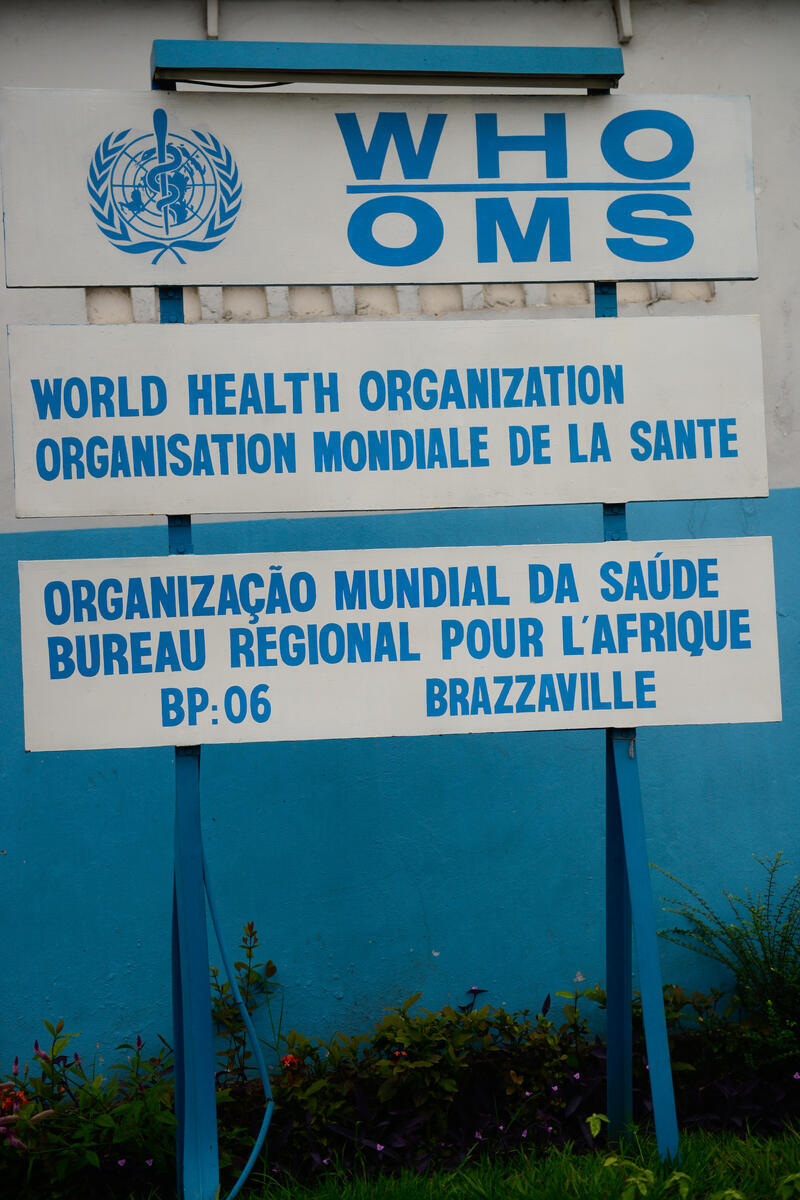 WHO
OMS
WORLD HEALTH ORGANIZATION
ORGANISATION MONDIALE DE LA SANTE
ORGANIZAÇÃO MUNDIAL DA SAÚDE
BUREAU REGIONAL POUR L'AFRIQUE
BP:06 BRAZZAVILLE